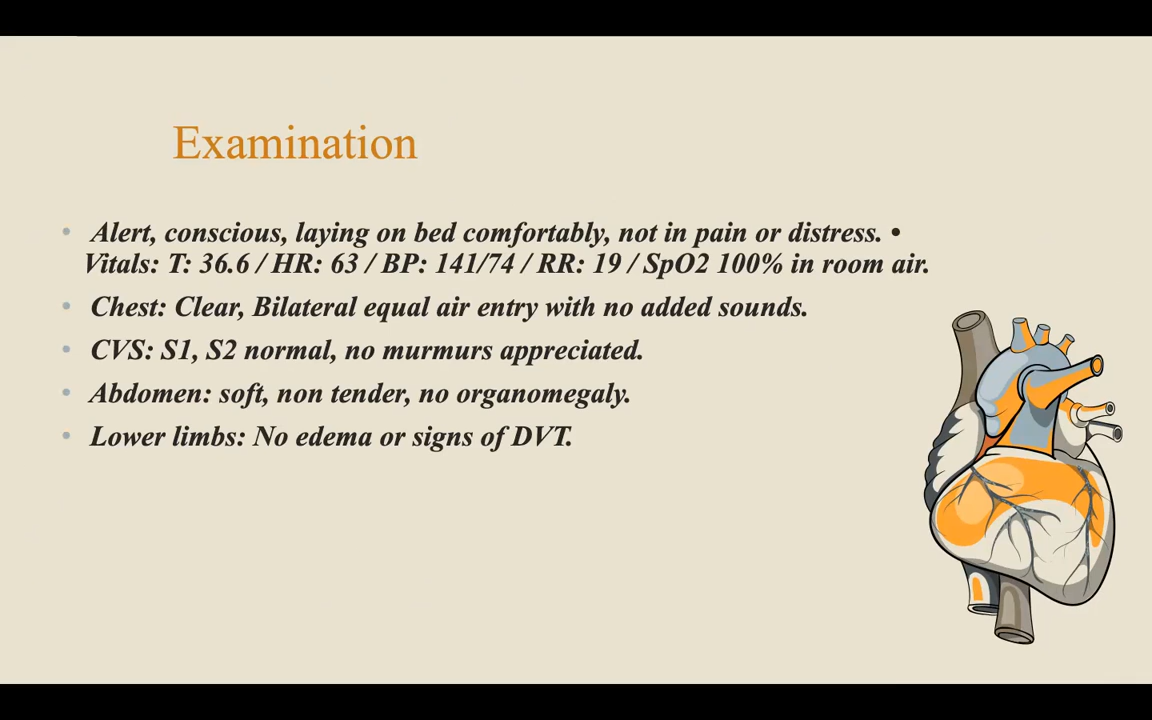 Examination
• Alert, conscious, laying on bed comfortably, not in pain or distress. •
Vitals: T: 36.6 / HR: 63 / BP: 141/74 / RR: 19 / SpO2 100% in room air.
• Chest: Clear, Bilateral equal air entry with no added sounds.
• CVS: S1, S2 normal, no murmurs appreciated.
• Abdomen: soft, non tender, no organomegaly.
• Lower limbs: No edema or signs of DVT.